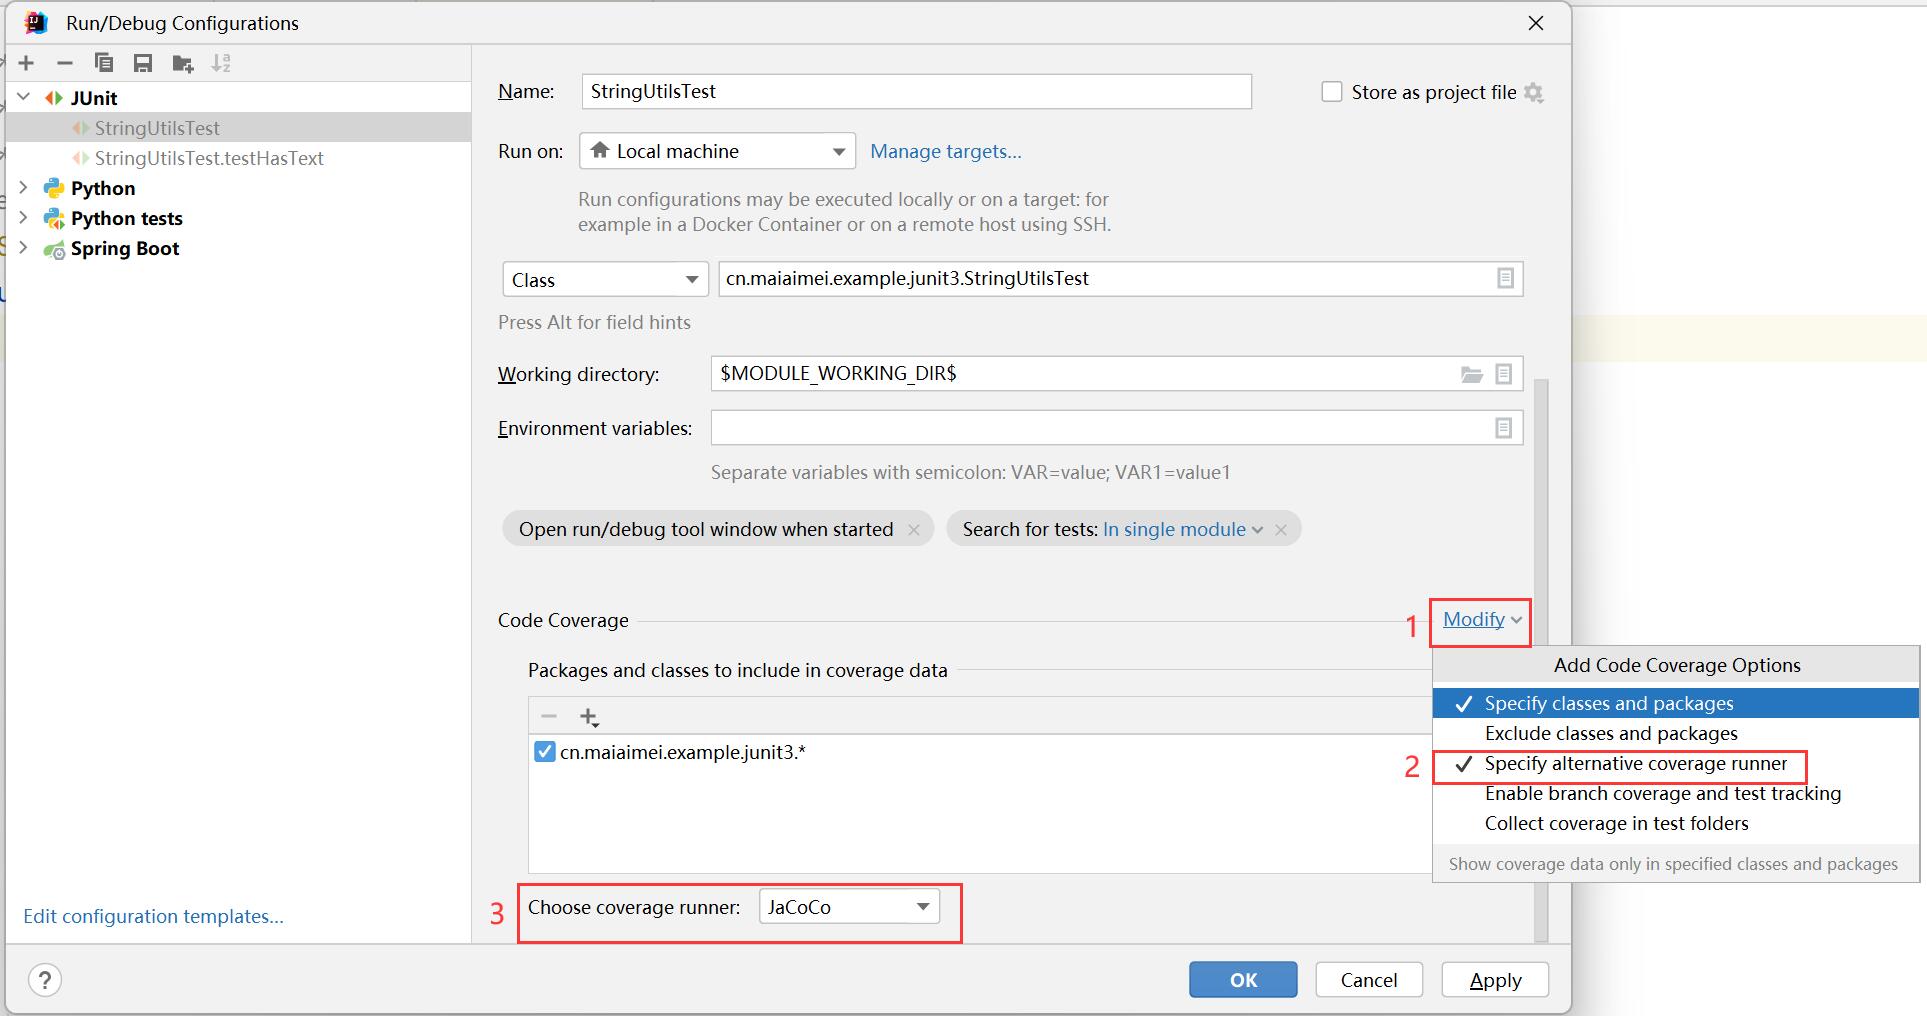 Run/Debug Configurations
JUnit
StringUtilsTest
StringUtilsTest.testHasText
Python
Python tests
Spring Boot
Edit configuration templates...
Name: StringUtilsTest
Store as project file
Run on: Local machine Manage targets...
Run configurations may be executed locally or on a target: for
example in a Docker Container or on a remote host using SSH.
Class cn.maiaimei.example.junit3.StringUtilsTest
Press Alt for field hints
Working directory: $MODULE_WORKING_DIR$
Environment variables:
Separate variables with semicolon: VAR=value; VAR1=value1
Open run/debug tool window when started
Search for tests: In single module
Code Coverage
1 Modify
Packages and classes to include in coverage data
cn.maiaimei.example.junit3.*
Add Code Coverage Options
Specify classes and packages
Exclude classes and packages
2 Specify alternative coverage runner
Enable branch coverage and test tracking
Collect coverage in test folders
Show coverage data only in specified classes and packages
3 Choose coverage runner: JaCoCo
? OK Cancel Apply